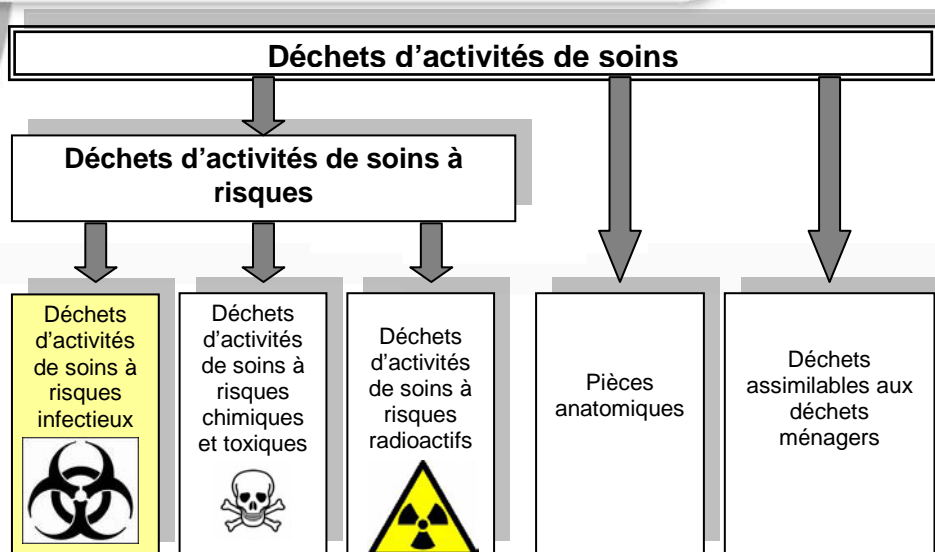 Déchets d’activités de soins
Déchets d’activités de soins à
risques
Déchets
d’activités
de soins à
risques
infectieux
Déchets
d’activités
de soins à
risques
chimiques
et toxiques
Déchets
d’activités
de soins à
risques
radioactifs
Pièces
anatomiques
Déchets
assimilables aux
déchets
ménagers